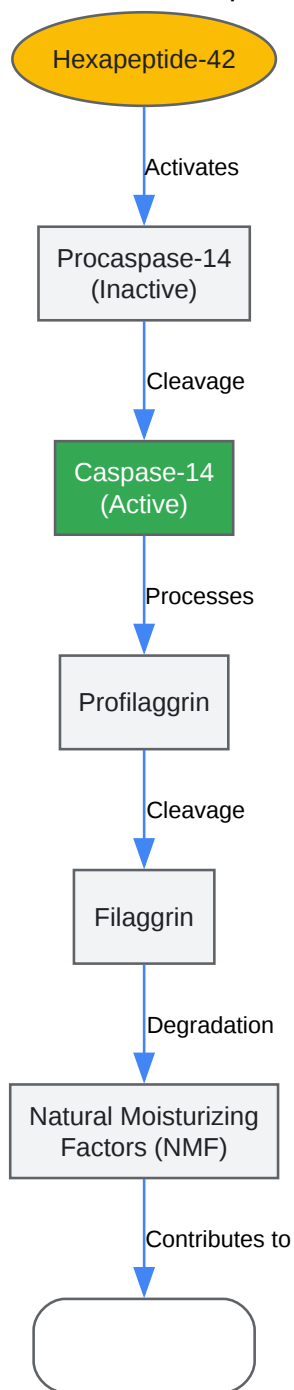 Hexapeptide-42
Activates
Procaspase-14
(Inactive)
Cleavage
Caspase-14
(Active)
Processes
Profilaggrin
Cleavage
Filaggrin
Degradation
Natural Moisturizing
Factors (NMF)
Contributes to